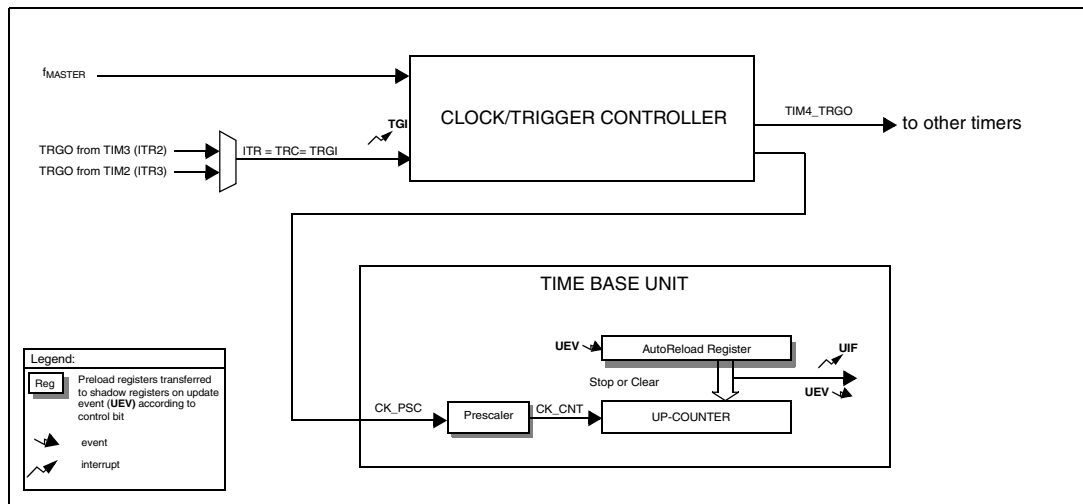 fMASTER
CLOCK/TRIGGER CONTROLLER
TIM4_TRGO
to other timers
TGI
TRGO from TIM3 (ITR2)
TRGO from TIM2 (ITR3)
ITR = TRC= TRGI
TIME BASE UNIT
UEV
AutoReload Register
UIF
Stop or Clear
UEV
CK_PSC
Prescaler
CK_CNT
UP-COUNTER
Legend:
Reg
Preload registers transferred
to shadow registers on update
event (UEV) according to
control bit
event
interrupt